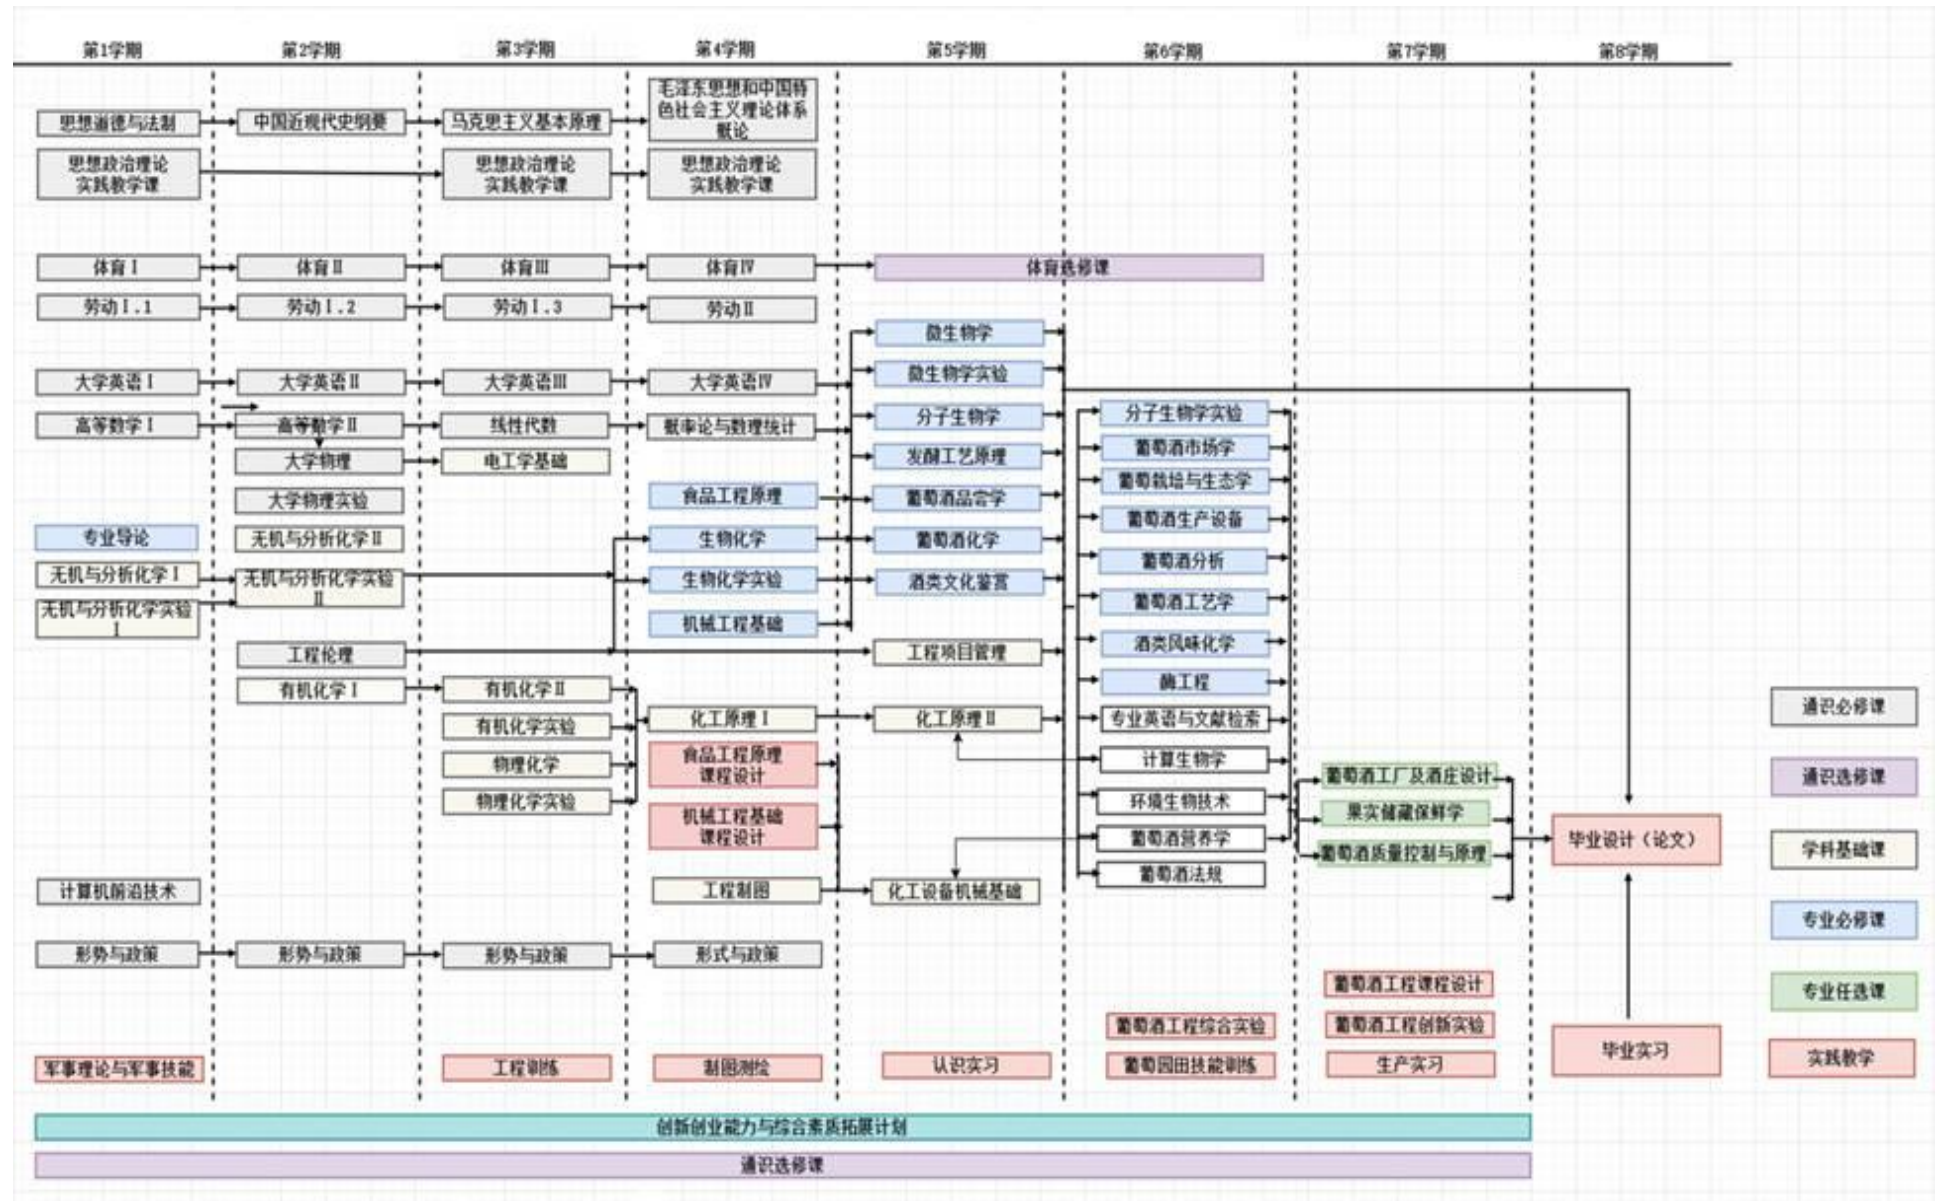 第1学期
第2学期
第3学期
第4学期
第5学期
第6学期
第7学期
第8学期
思想道德与法制
中国近现代史纲要
马克思主义基本原理
毛泽东思想和中国特
色社会主义理论体系
概论
思想政治理论
实践教学课
思想政治理论
实践教学课
思想政治理论
实践教学课
体育Ⅰ
体育Ⅱ
体育Ⅲ
体育Ⅳ
体育选修课
劳动Ⅰ.1
劳动Ⅰ.2
劳动Ⅰ.3
劳动Ⅱ
大学英语Ⅰ
大学英语Ⅱ
大学英语Ⅲ
大学英语Ⅳ
高等数学Ⅰ
高等数学Ⅱ
线性代数
概率论与数理统计
大学物理
电工学基础
大学物理实验
专业导论
无机与分析化学Ⅱ
无机与分析化学Ⅰ
无机与分析化学实验
Ⅱ
无机与分析化学实验
Ⅰ
工程伦理
有机化学Ⅰ
有机化学Ⅱ
有机化学实验
物理化学
物理化学实验
食品工程原理
生物化学
生物化学实验
机械工程基础
化工原理Ⅰ
食品工程原理
课程设计
机械工程基础
课程设计
工程制图
微生物学
微生物学实验
分子生物学
发酵工艺原理
葡萄酒品尝学
葡萄酒化学
酒类文化鉴赏
工程项目管理
化工原理Ⅱ
化工设备机械基础
分子生物学实验
葡萄酒市场学
葡萄栽培与生态学
葡萄酒生产设备
葡萄酒分析
葡萄酒工艺学
酒类风味化学
酶工程
专业英语与文献检索
计算生物学
环境生物技术
葡萄酒营养学
葡萄酒法规
葡萄酒工厂及酒庄设计
果实储藏保鲜学
葡萄酒质量控制与原理
毕业设计（论文）
计算机前沿技术
形势与政策
形势与政策
形势与政策
形式与政策
葡萄酒工程课程设计
葡萄酒工程综合实验
葡萄酒工程创新实验
毕业实习
军事理论与军事技能
工程训练
制图测绘
认识实习
葡萄园田技能训练
生产实习
创新创业能力与综合素质拓展计划
通识选修课
通识必修课
通识选修课
学科基础课
专业必修课
专业任选课
实践教学